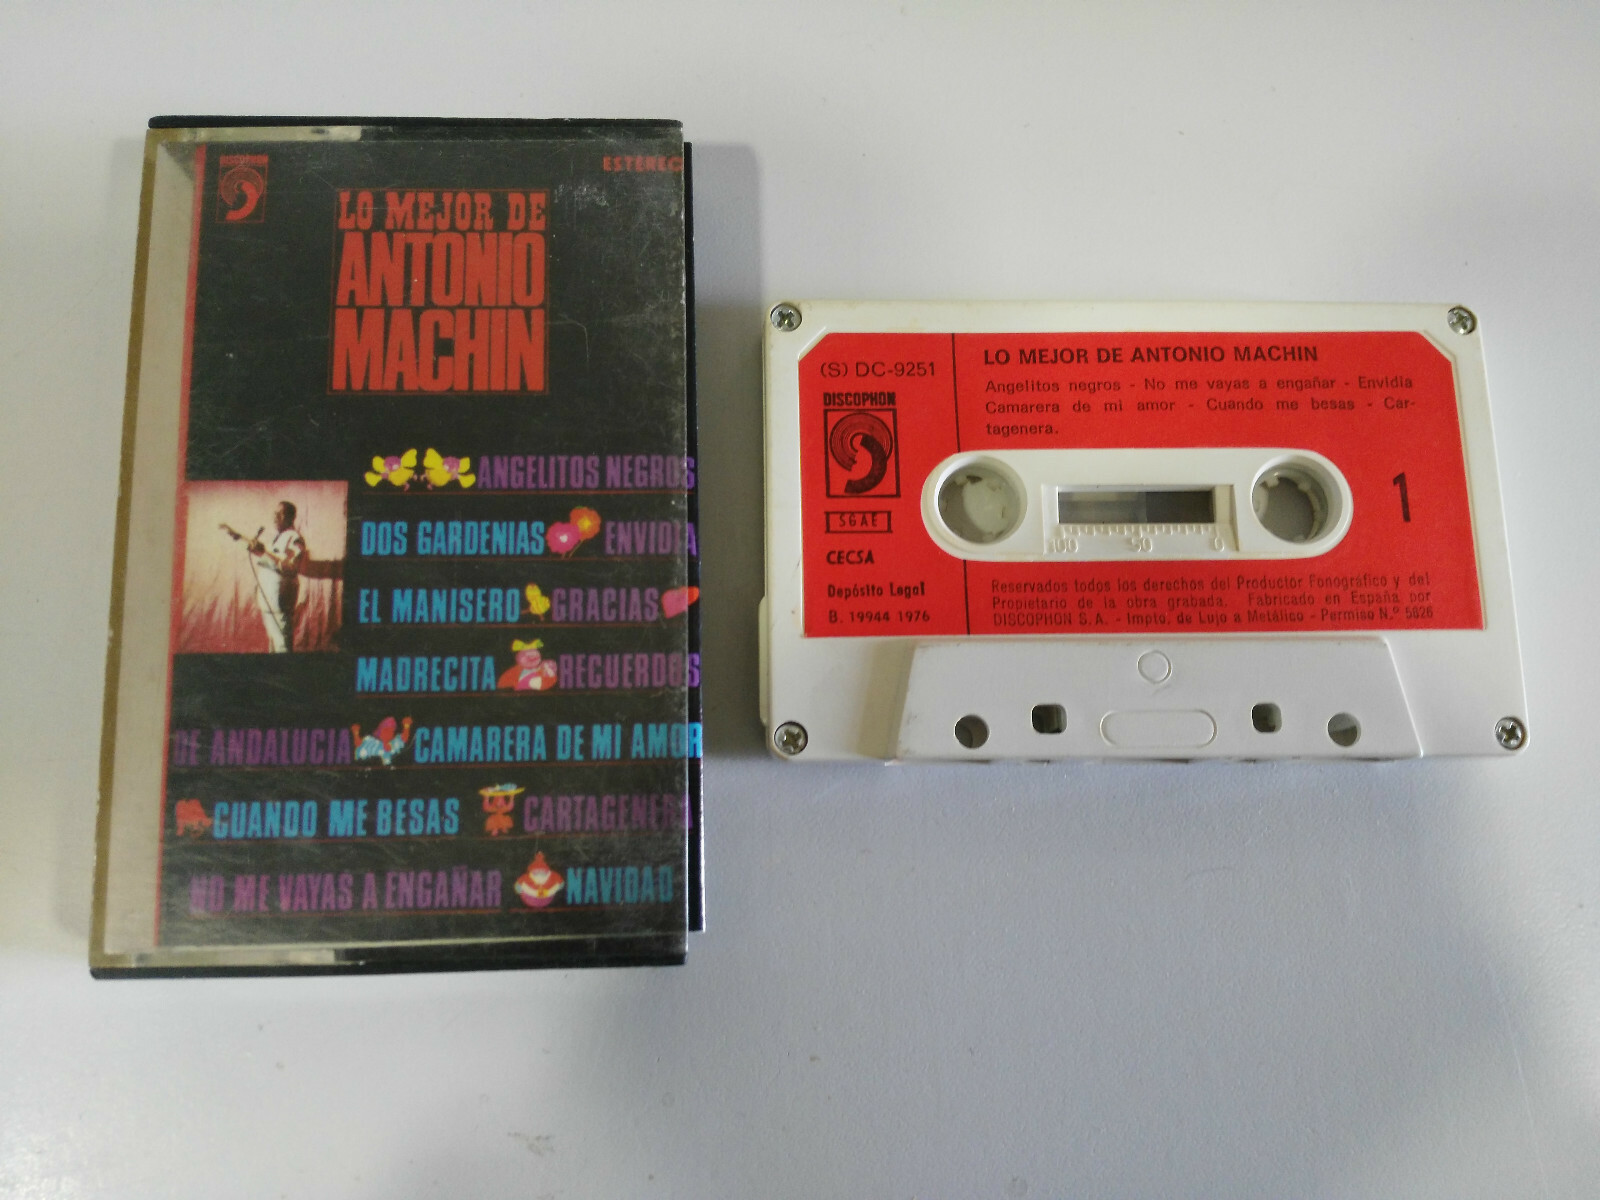 DISCOPHON
ESTEREO
LO MEJOR DE
ANTONIO
MACHIN
ANGELITOS NEGROS
DOS GARDENIAS ENVIDIA
EL MANISERO GRACIAS
MADRECITA RECUERDOS
DE ANDALUCIA CAMARERA DE MI AMOR
CUANDO ME BESAS CARTAGENERA
NO ME VAYAS A ENGAÑAR NAVIDAD
(S) DC-9251
DISCOPHON
SGAE
CECSA
Depósito Legal
B. 19944 1976
LO MEJOR DE ANTONIO MACHIN
Angelitos negros - No me vayas a engañar - Envidia
Camarera de mi amor - Cuando me besas - Car-
tagenera.
1
100 50 0
Reservados todos los derechos del Productor Fonográfico y del
Propietario de la obra grabada. Fabricado en España por
DISCOPHON S.A. - Impto. de Lujo a Metálico - Permiso N.º 5826